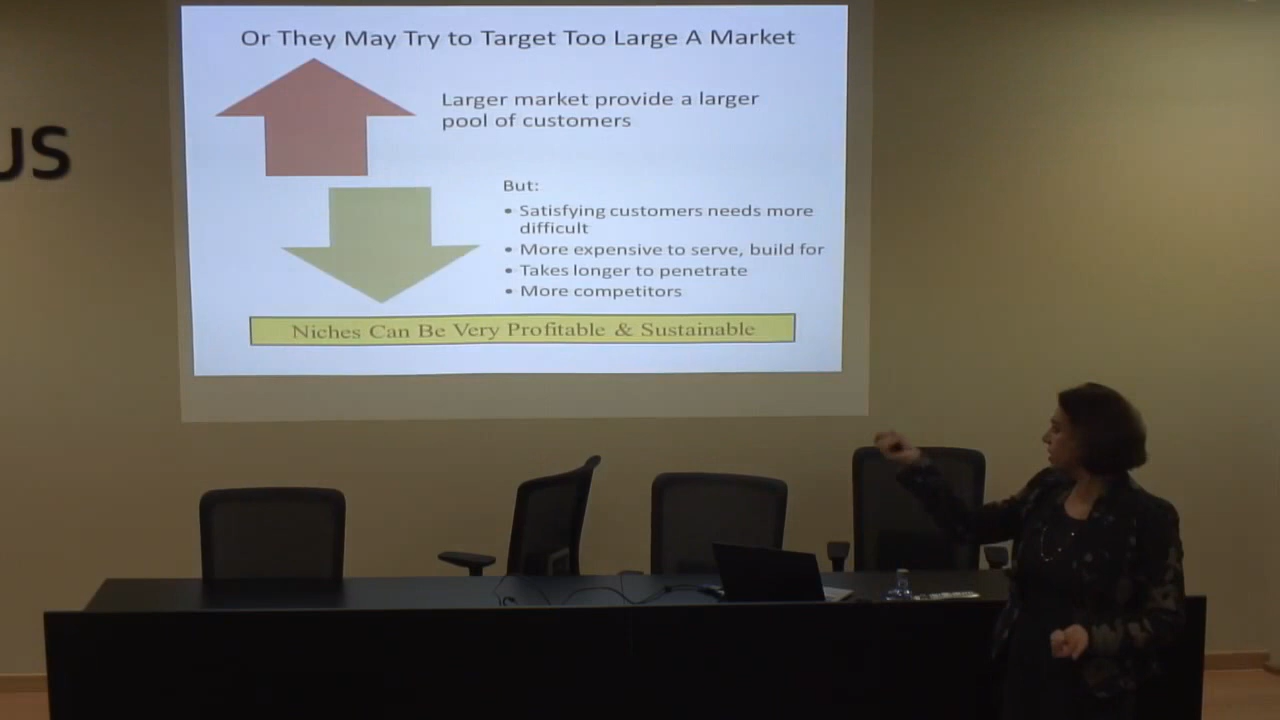 Or They May Try to Target Too Large A Market
US
Larger market provide a larger
pool of customers
But:
• Satisfying customers needs more
difficult
• More expensive to serve, build for
• Takes longer to penetrate
• More competitors
Niches Can Be Very Profitable & Sustainable